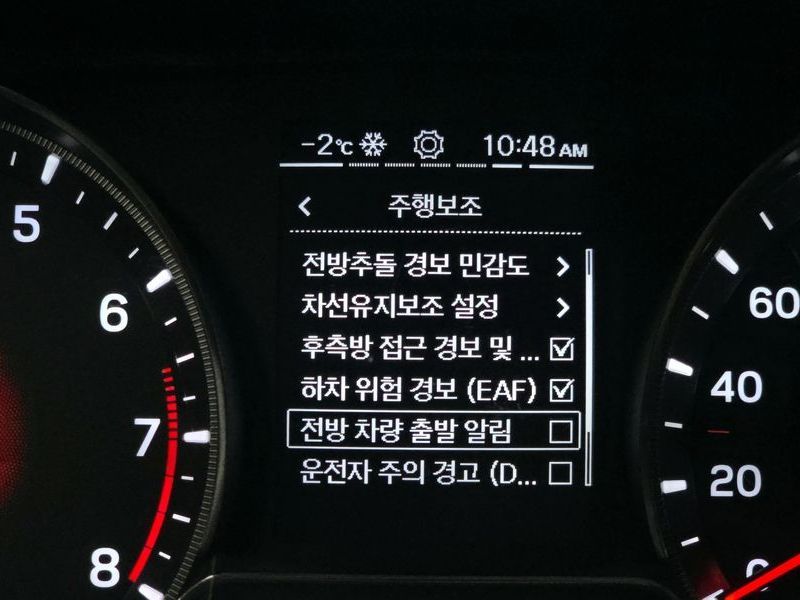 -2℃ 10:48 AM
주행보조
전방추돌 경보 민감도
차선유지보조 설정
후측방 접근 경보 및 ...
하차 위험 경보 (EAF)
전방 차량 출발 알림
운전자 주의 경고 (D...
5
6
7
8
60
40
20
0